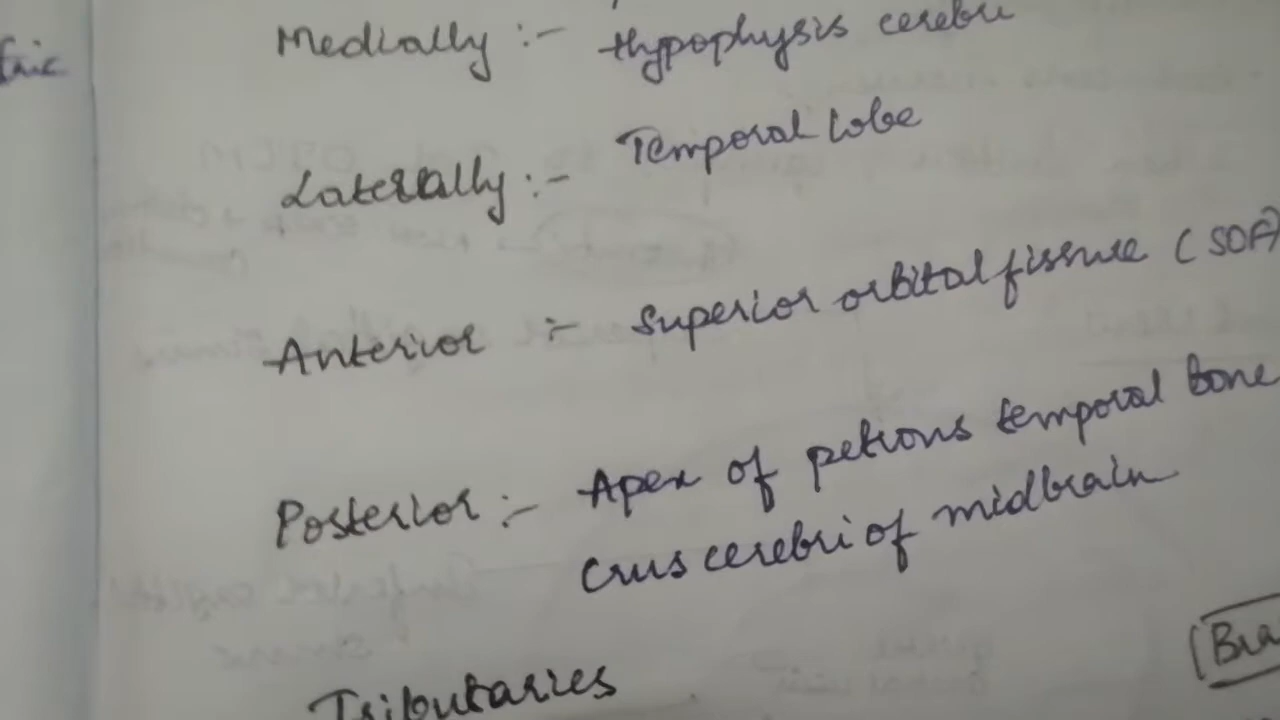 Medially :- Hypophysis cerebri
Temporal lobe
Laterally :-
Anterior :- Superior orbital fissure (SOF)
Posterior :- Apex of petrous temporal bone
Crus cerebri of midbrain
Tributaries